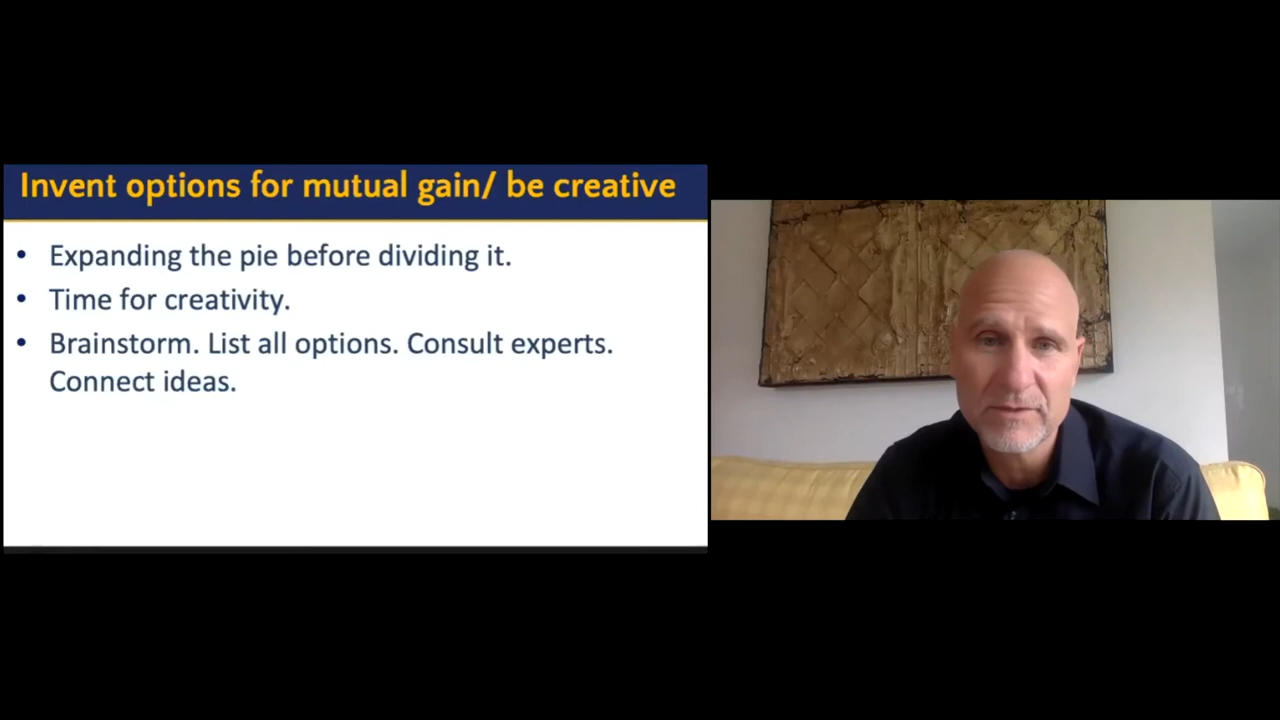 Invent options for mutual gain/ be creative
• Expanding the pie before dividing it.
• Time for creativity.
• Brainstorm. List all options. Consult experts.
Connect ideas.